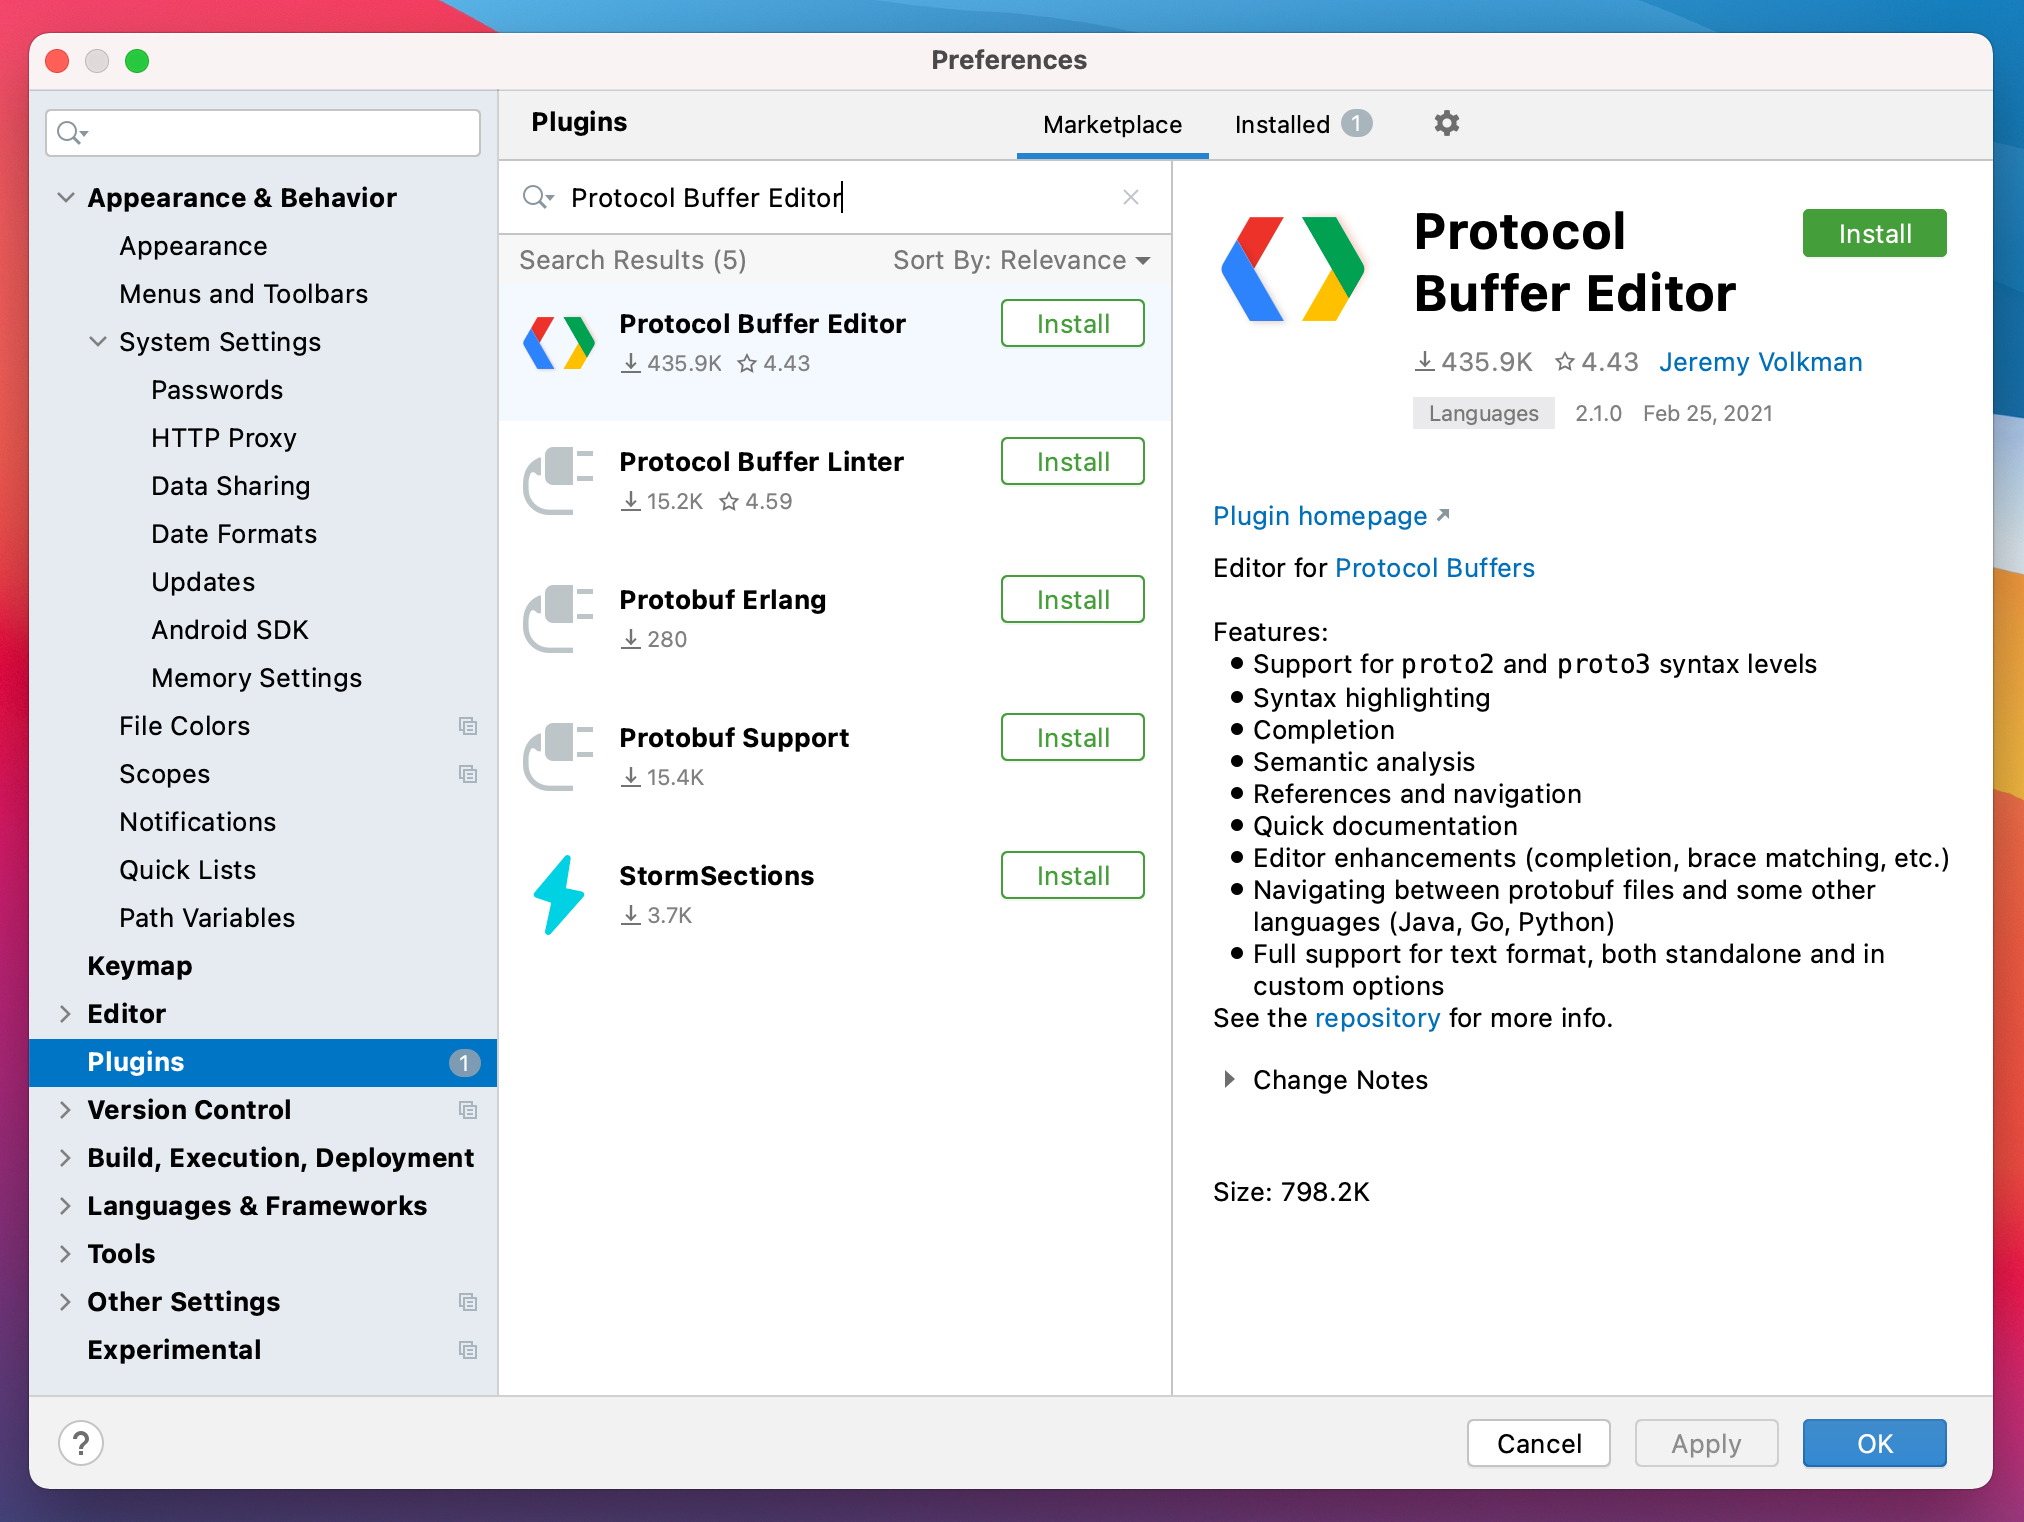 Preferences
Appearance & Behavior
Appearance
Menus and Toolbars
System Settings
Passwords
HTTP Proxy
Data Sharing
Date Formats
Updates
Android SDK
Memory Settings
File Colors
Scopes
Notifications
Quick Lists
Path Variables
Keymap
Editor
Plugins 1
Version Control
Build, Execution, Deployment
Languages & Frameworks
Tools
Other Settings
Experimental
Plugins
Marketplace
Installed 1
Protocol Buffer Editor
Search Results (5) Sort By: Relevance
Protocol Buffer Editor Install
435.9K 4.43
Protocol Buffer Linter Install
15.2K 4.59
Protobuf Erlang Install
280
Protobuf Support Install
15.4K
StormSections Install
3.7K
Protocol
Buffer Editor
Install
435.9K 4.43 Jeremy Volkman
Languages 2.1.0 Feb 25, 2021
Plugin homepage
Editor for Protocol Buffers
Features:
Support for proto2 and proto3 syntax levels
Syntax highlighting
Completion
Semantic analysis
References and navigation
Quick documentation
Editor enhancements (completion, brace matching, etc.)
Navigating between protobuf files and some other
languages (Java, Go, Python)
Full support for text format, both standalone and in
custom options
See the repository for more info.
Change Notes
Size: 798.2K
?
Cancel
Apply
OK